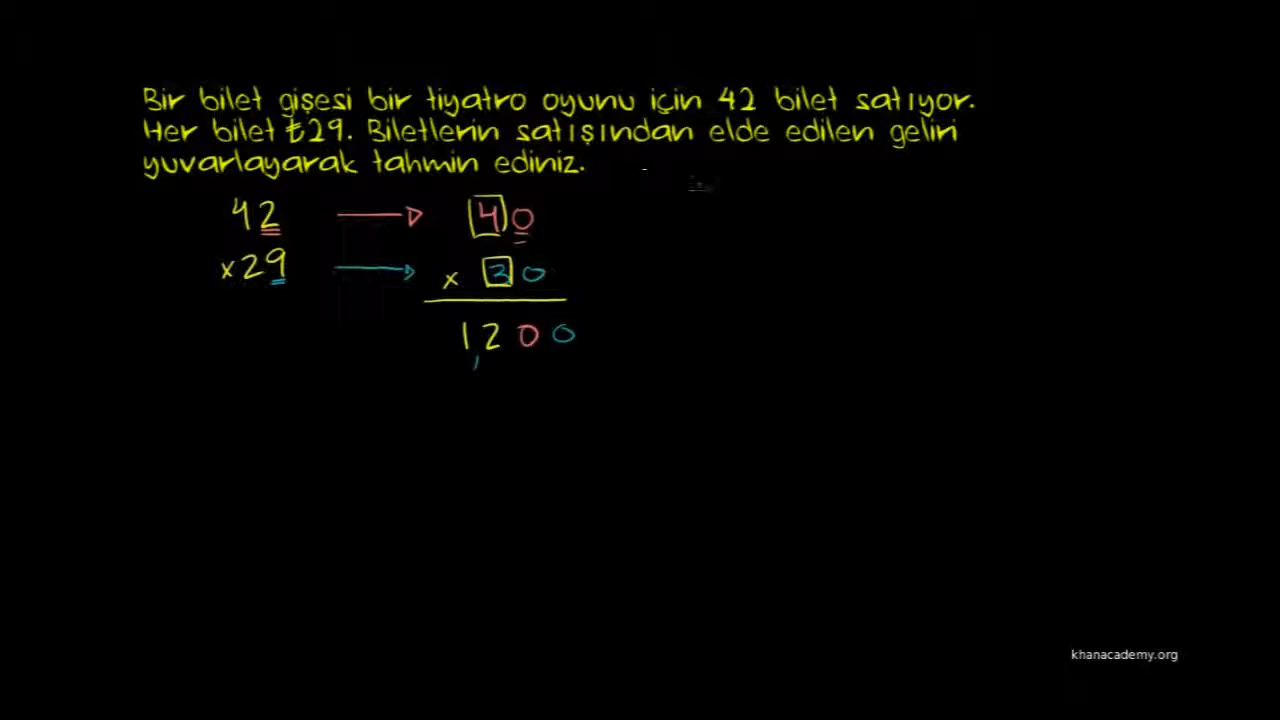 Bir bilet gişesi bir tiyatro oyunu için 42 bilet satıyor.
Her bilet ₺29. Biletlerin satışından elde edilen geliri
yuvarlayarak tahmin ediniz.
42 → 40
x29 → x 30
1,200
khanacademy.org